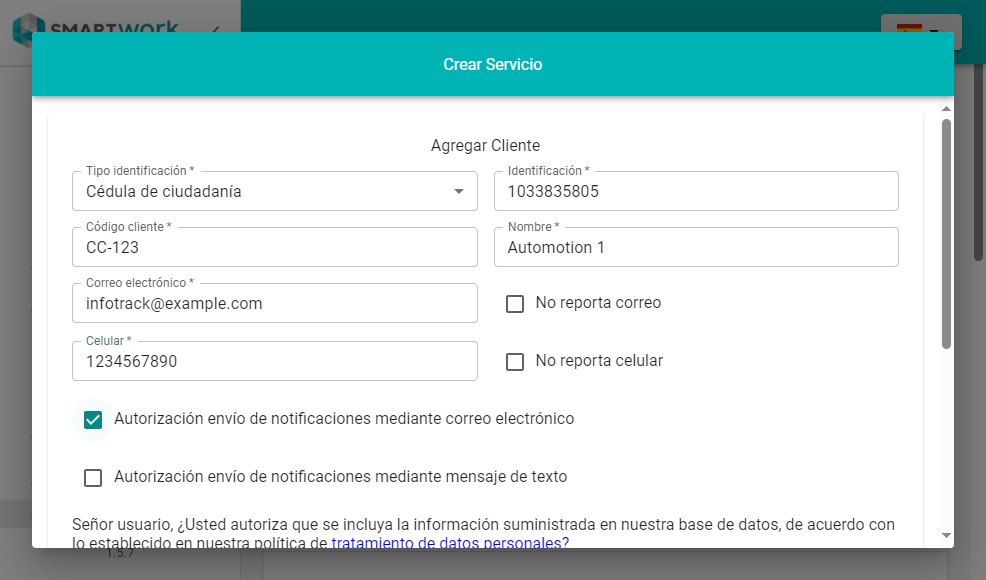 SMARTwork
Crear Servicio
Agregar Cliente
Tipo identificación *
Cédula de ciudadanía
Identificación *
1033835805
Código cliente *
CC-123
Nombre *
Automotion 1
Correo electrónico *
infotrack@example.com
No reporta correo
Celular *
1234567890
No reporta celular
Autorización envío de notificaciones mediante correo electrónico
Autorización envío de notificaciones mediante mensaje de texto
Señor usuario, ¿Usted autoriza que se incluya la información suministrada en nuestra base de datos, de acuerdo con
lo establecido en nuestra política de tratamiento de datos personales?
1.5.7